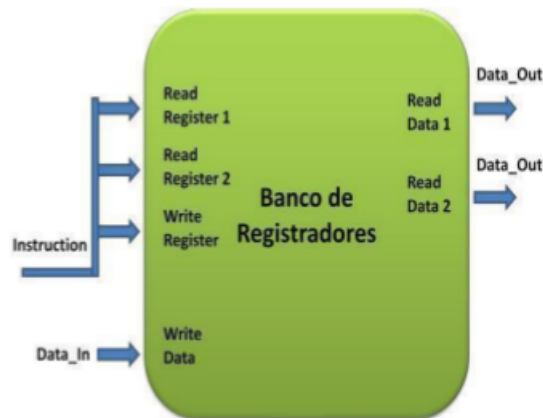 Read
Register 1
Read
Register 2
Write
Register
Instruction
Data_In
Write
Data
Banco de
Registradores
Read
Data 1
Read
Data 2
Data_Out
Data_Out